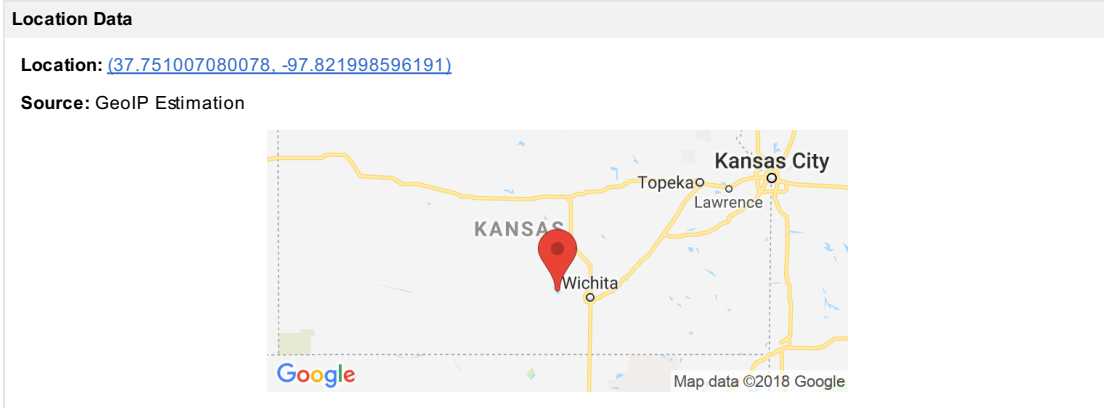 Location Data
Location: (37.751007080078, -97.821998596191)
Source: GeoIP Estimation
Kansas City
Topeka
Lawrence
KANSAS
Wichita
Google
Map data ©2018 Google